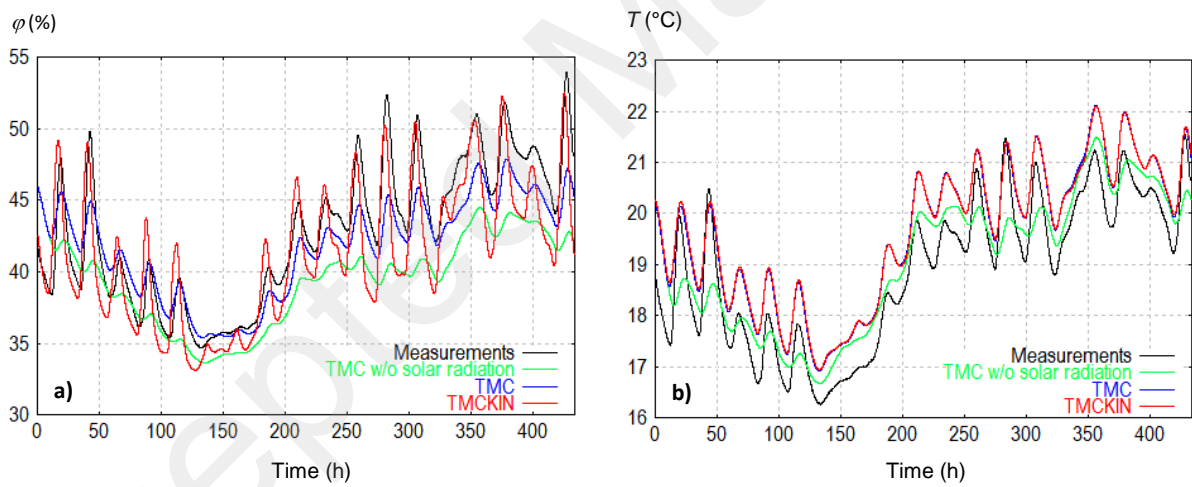 φ (%)
55
50
45
40
35
30
0 50 100 150 200 250 300 350 400
Measurements
TMC w/o solar radiation
TMC
TMCKIN
a)
Time (h)
T (°C)
23
22
21
20
19
18
17
16
0 50 100 150 200 250 300 350 400
Measurements
TMC w/o solar radiation
TMC
TMCKIN
b)
Time (h)